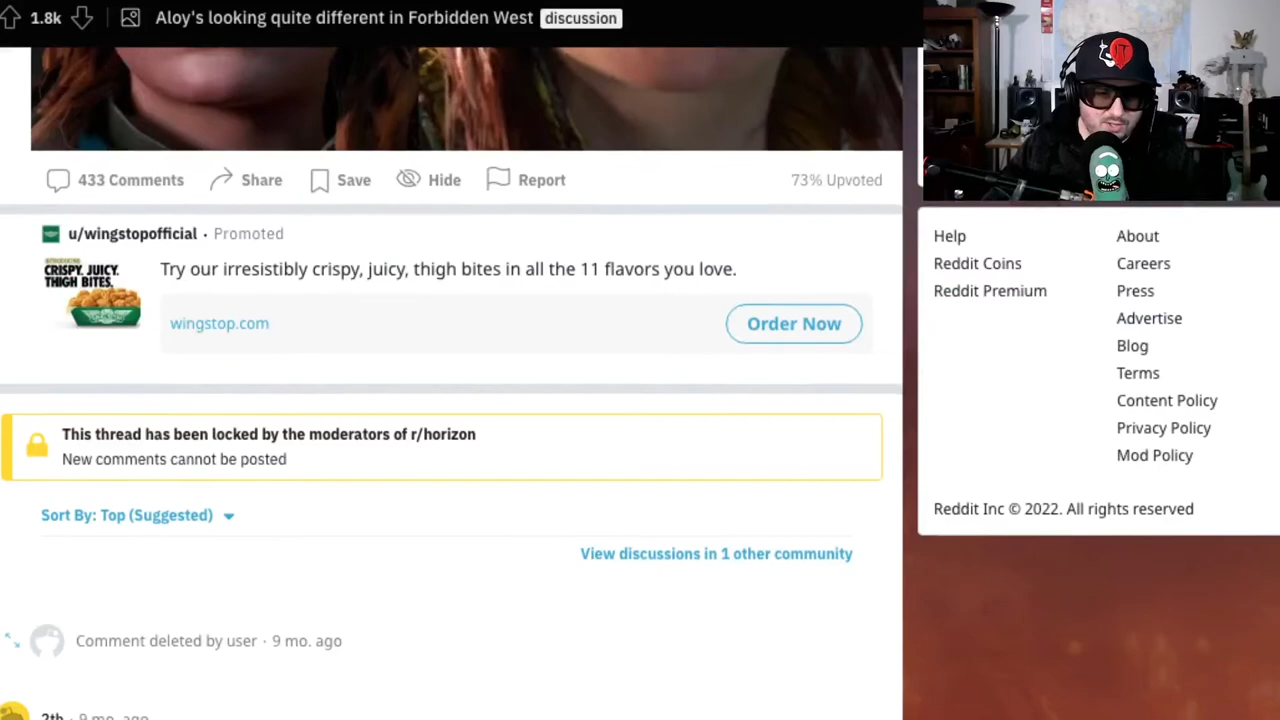 1.8k
Aloy's looking quite different in Forbidden West discussion
433 Comments Share Save Hide Report 73% Upvoted
u/wingstopofficial · Promoted
CRISPY. JUICY.
THIGH BITES.
Try our irresistibly crispy, juicy, thigh bites in all the 11 flavors you love.
wingstop.com
Order Now
This thread has been locked by the moderators of r/horizon
New comments cannot be posted
Sort By: Top (Suggested)
View discussions in 1 other community
Comment deleted by user · 9 mo. ago
2th · 9 mo. ago
Help
Reddit Coins
Reddit Premium
About
Careers
Press
Advertise
Blog
Terms
Content Policy
Privacy Policy
Mod Policy
Reddit Inc © 2022. All rights reserved